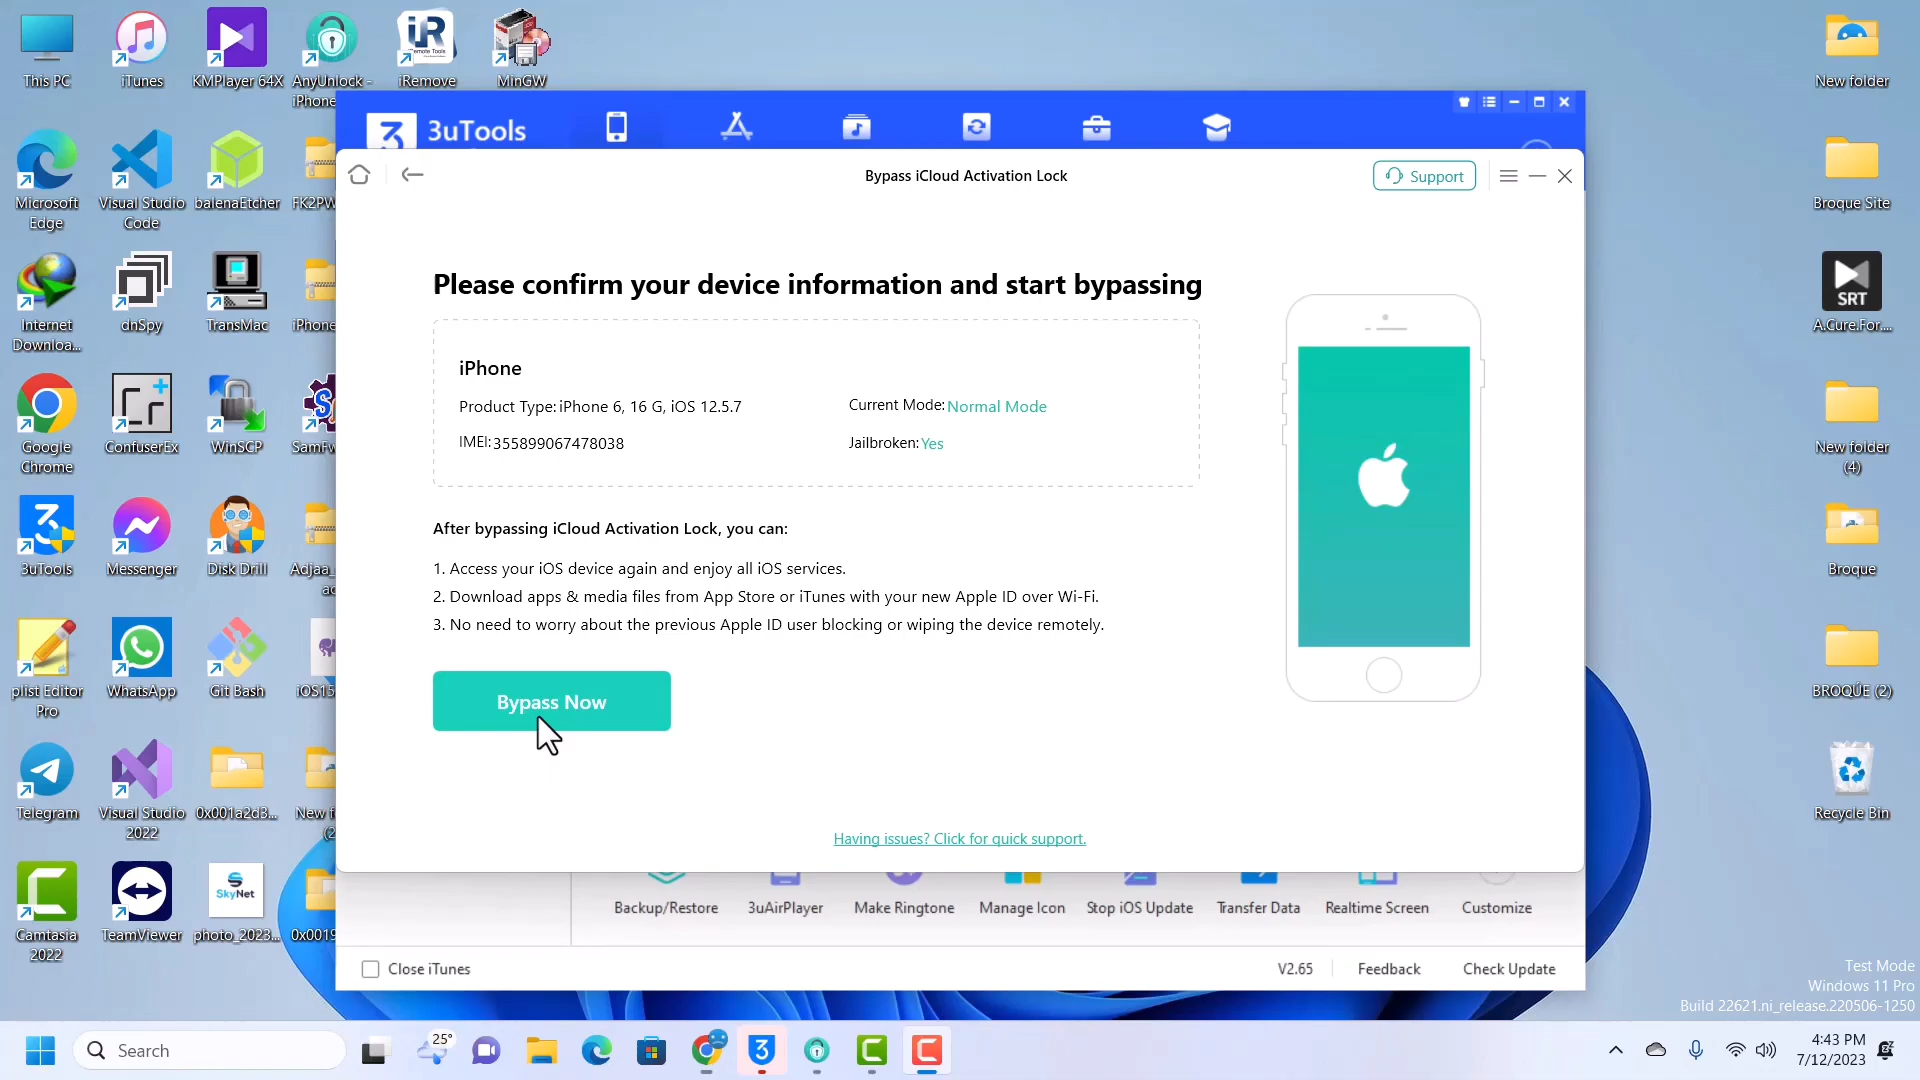 This PC
iTunes
KMPlayer 64X
AnyUnlock -
iPhone
iRemove
MinGW
New folder
3uTools
Bypass iCloud Activation Lock
Support
Microsoft
Edge
Visual Studio
Code
balenaEtcher
FK2PW
Broque Site
Please confirm your device information and start bypassing
iPhone
Product Type: iPhone 6, 16 G, iOS 12.5.7
Current Mode: Normal Mode
IMEI: 355899067478038
Jailbroken: Yes
Internet
Downloa...
dnSpy
TransMac
iPhone
SRT
A.Cure.For....
Google
Chrome
ConfuserEx
WinSCP
SamFw
New folder
(4)
After bypassing iCloud Activation Lock, you can:
1. Access your iOS device again and enjoy all iOS services.
2. Download apps & media files from App Store or iTunes with your new Apple ID over Wi-Fi.
3. No need to worry about the previous Apple ID user blocking or wiping the device remotely.
3uTools
Messenger
Disk Drill
Adjaa_
ac
Broque
Bypass Now
plist Editor
Pro
WhatsApp
Git Bash
iOS15
BROQUE (2)
Telegram
Visual Studio
2022
0x001a2d3...
New f
(2
Recycle Bin
Having issues? Click for quick support.
SkyNet
Camtasia
2022
TeamViewer
photo_2023...
0x0019
Backup/Restore
3uAirPlayer
Make Ringtone
Manage Icon
Stop iOS Update
Transfer Data
Realtime Screen
Customize
Close iTunes
V2.65
Feedback
Check Update
Test Mode
Windows 11 Pro
Build 22621.ni_release.220506-1250
Search
25°
4:43 PM
7/12/2023